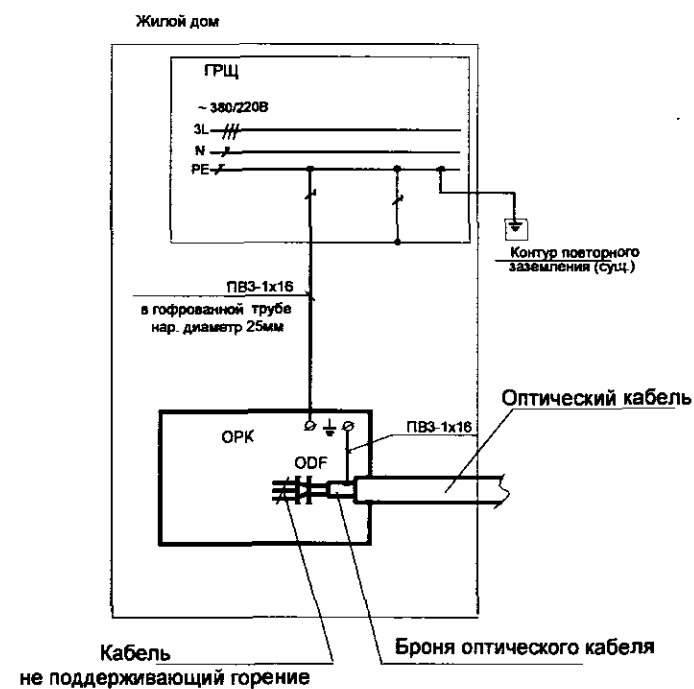 Жилой дом
ГРЩ
~ 380/220В
3L
N
PE
Контур повторного
заземления (сущ.)
ПВ3-1х16
в гофрированной трубе
нар. диаметр 25мм
Оптический кабель
ОРК
ПВ3-1х16
ODF
Броня оптического кабеля
Кабель
не поддерживающий горение